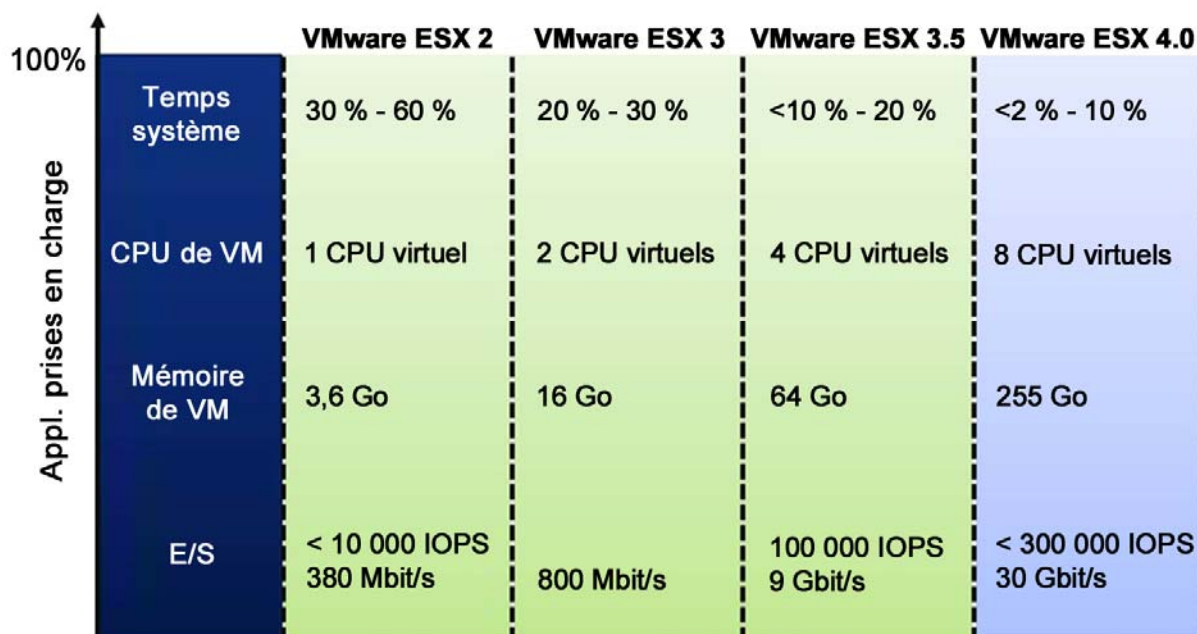 VMware ESX 2 VMware ESX 3 VMware ESX 3.5 VMware ESX 4.0
100%
Appl. prises en charge
Temps
système
30 % - 60 % 20 % - 30 % <10 % - 20 % <2 % - 10 %
CPU de VM 1 CPU virtuel 2 CPU virtuels 4 CPU virtuels 8 CPU virtuels
Mémoire
de VM
3,6 Go 16 Go 64 Go 255 Go
E/S
< 10 000 IOPS 100 000 IOPS < 300 000 IOPS
380 Mbit/s 800 Mbit/s 9 Gbit/s 30 Gbit/s